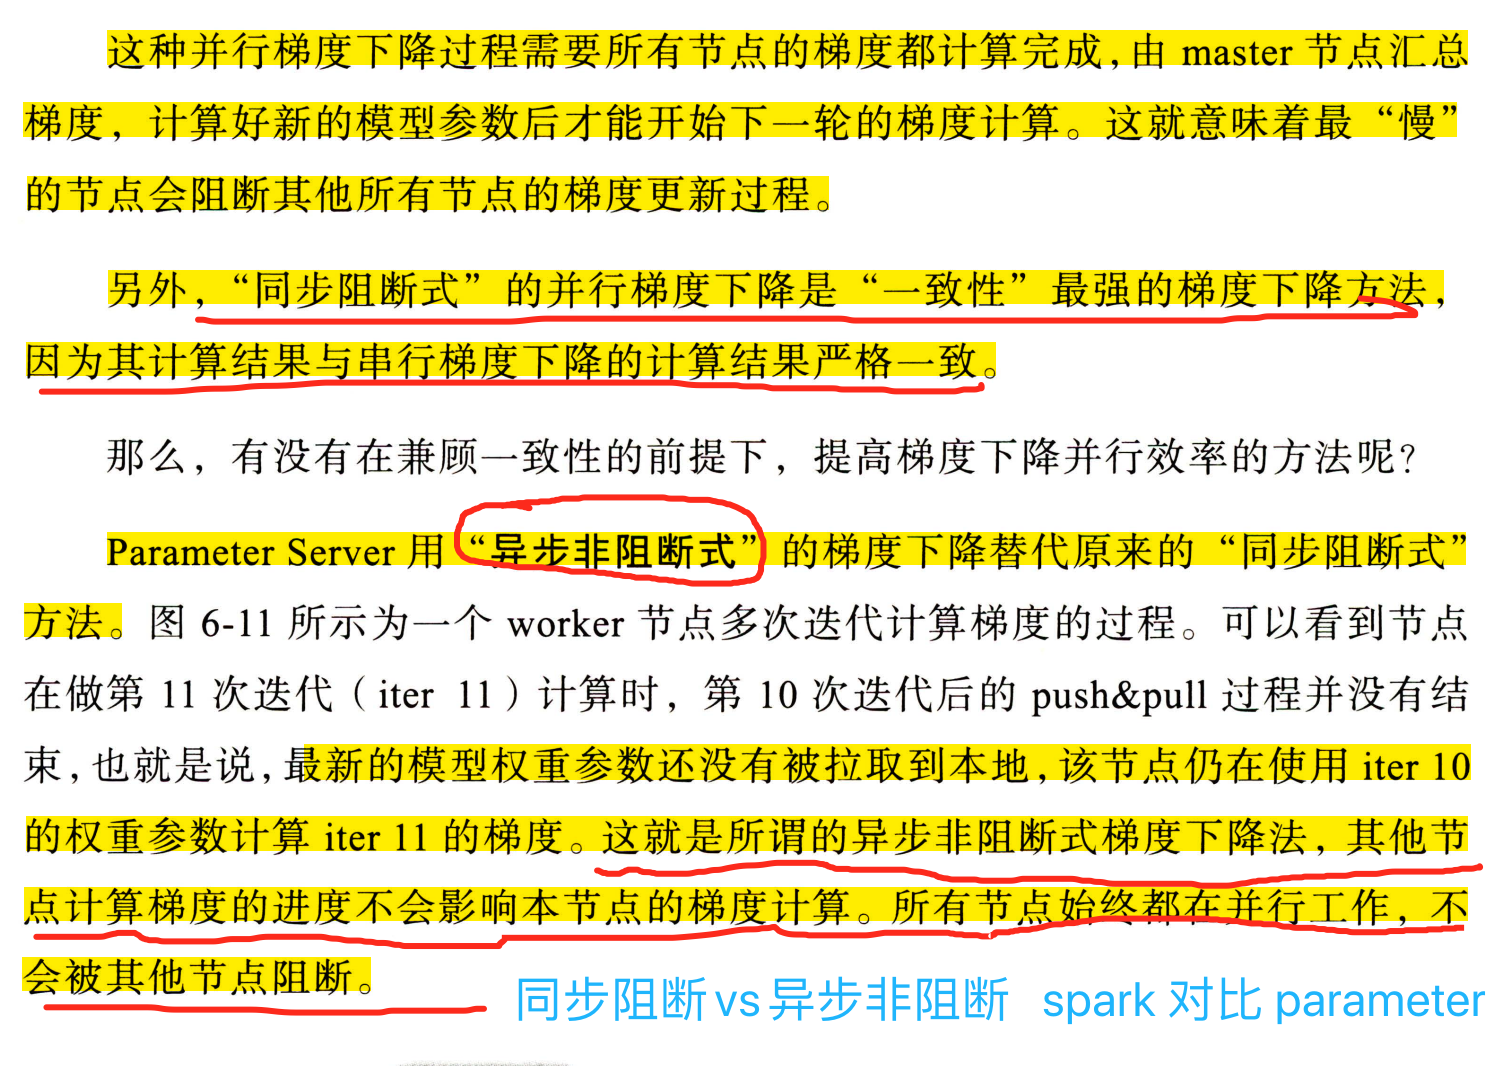 这种并行梯度下降过程需要所有节点的梯度都计算完成，由 master 节点汇总
梯度，计算好新的模型参数后才能开始下一轮的梯度计算。这就意味着最“慢”
的节点会阻断其他所有节点的梯度更新过程。
另外，“同步阻断式”的并行梯度下降是“一致性”最强的梯度下降方法，
因为其计算结果与串行梯度下降的计算结果严格一致。
那么，有没有在兼顾一致性的前提下，提高梯度下降并行效率的方法呢？
Parameter Server 用“异步非阻断式”的梯度下降替代原来的“同步阻断式”
方法。图 6-11 所示为一个 worker 节点多次迭代计算梯度的过程。可以看到节点
在做第 11 次迭代（iter 11）计算时，第 10 次迭代后的 push&pull 过程并没有结
束，也就是说，最新的模型权重参数还没有被拉取到本地，该节点仍在使用 iter 10
的权重参数计算 iter 11 的梯度。这就是所谓的异步非阻断式梯度下降法，其他节
点计算梯度的进度不会影响本节点的梯度计算。所有节点始终都在并行工作，不
会被其他节点阻断。
同步阻断vs异步非阻断 spark 对比 parameter